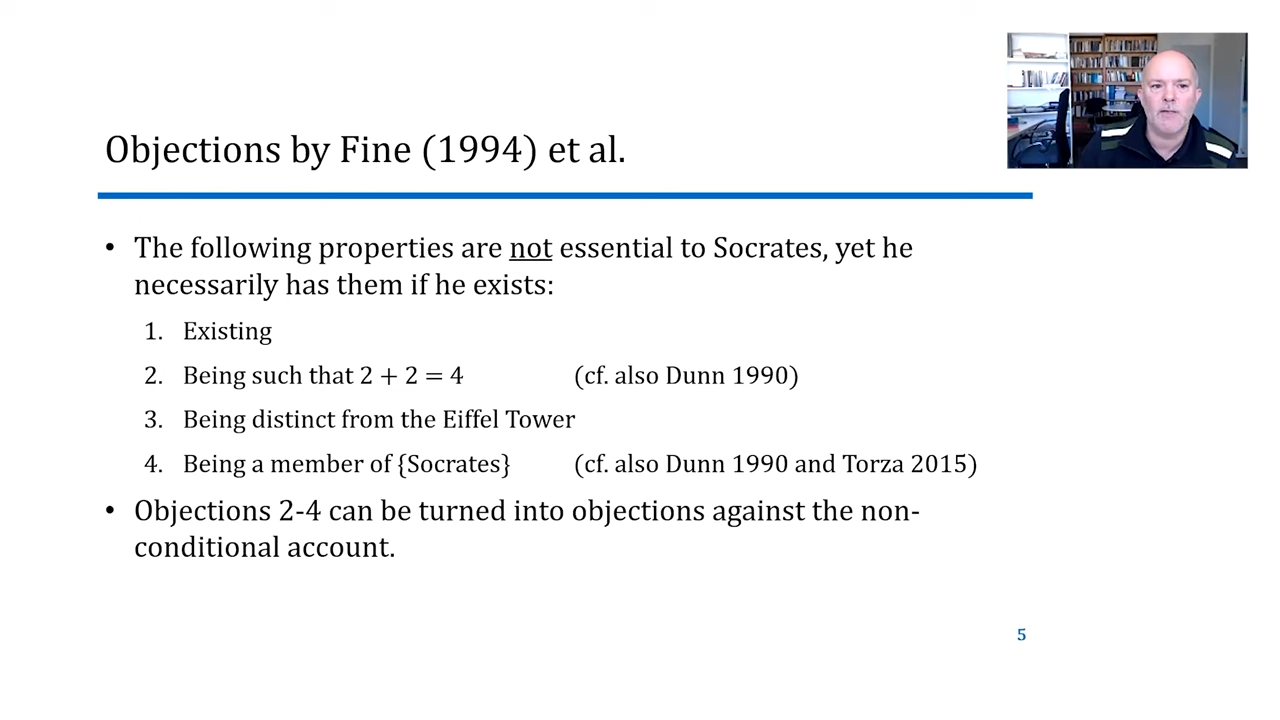 Objections by Fine (1994) et al.
• The following properties are not essential to Socrates, yet he
necessarily has them if he exists:
1. Existing
2. Being such that 2 + 2 = 4 (cf. also Dunn 1990)
3. Being distinct from the Eiffel Tower
4. Being a member of {Socrates} (cf. also Dunn 1990 and Torza 2015)
• Objections 2-4 can be turned into objections against the non-
conditional account.
5